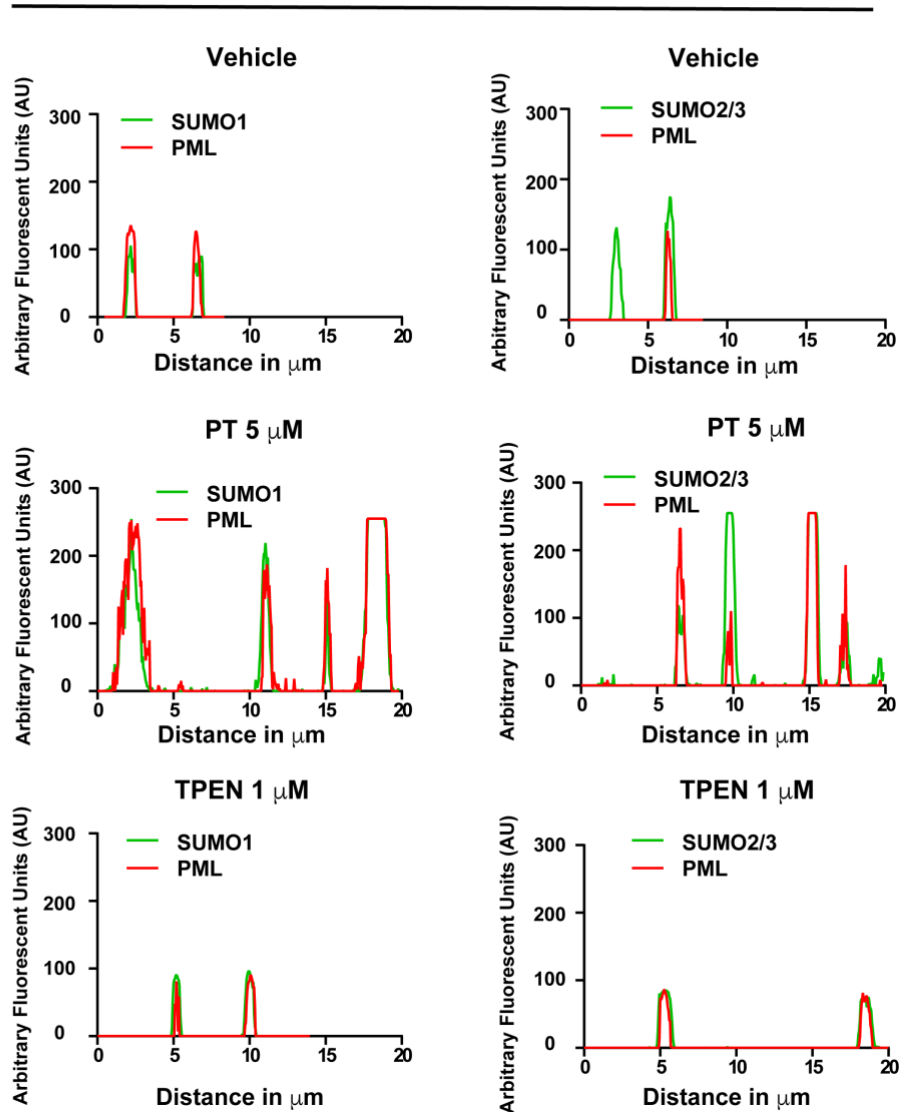 Vehicle
Arbitrary Fluorescent Units (AU)
300
200
100
0
SUMO1
PML
0
5
10
15
20
Distance in μm
Vehicle
Arbitrary Fluorescent Units (AU)
300
200
100
0
SUMO2/3
PML
0
5
10
15
20
Distance in μm
PT 5 μM
Arbitrary Fluorescent Units (AU)
300
200
100
0
SUMO1
PML
0
5
10
15
20
Distance in μm
PT 5 μM
Arbitrary Fluorescent Units (AU)
300
200
100
0
SUMO2/3
PML
0
5
10
15
20
Distance in μm
TPEN 1 μM
Arbitrary Fluorescent Units (AU)
300
200
100
0
SUMO1
PML
0
5
10
15
20
Distance in μm
TPEN 1 μM
Arbitrary Fluorescent Units (AU)
300
200
100
0
SUMO2/3
PML
0
5
10
15
20
Distance in μm